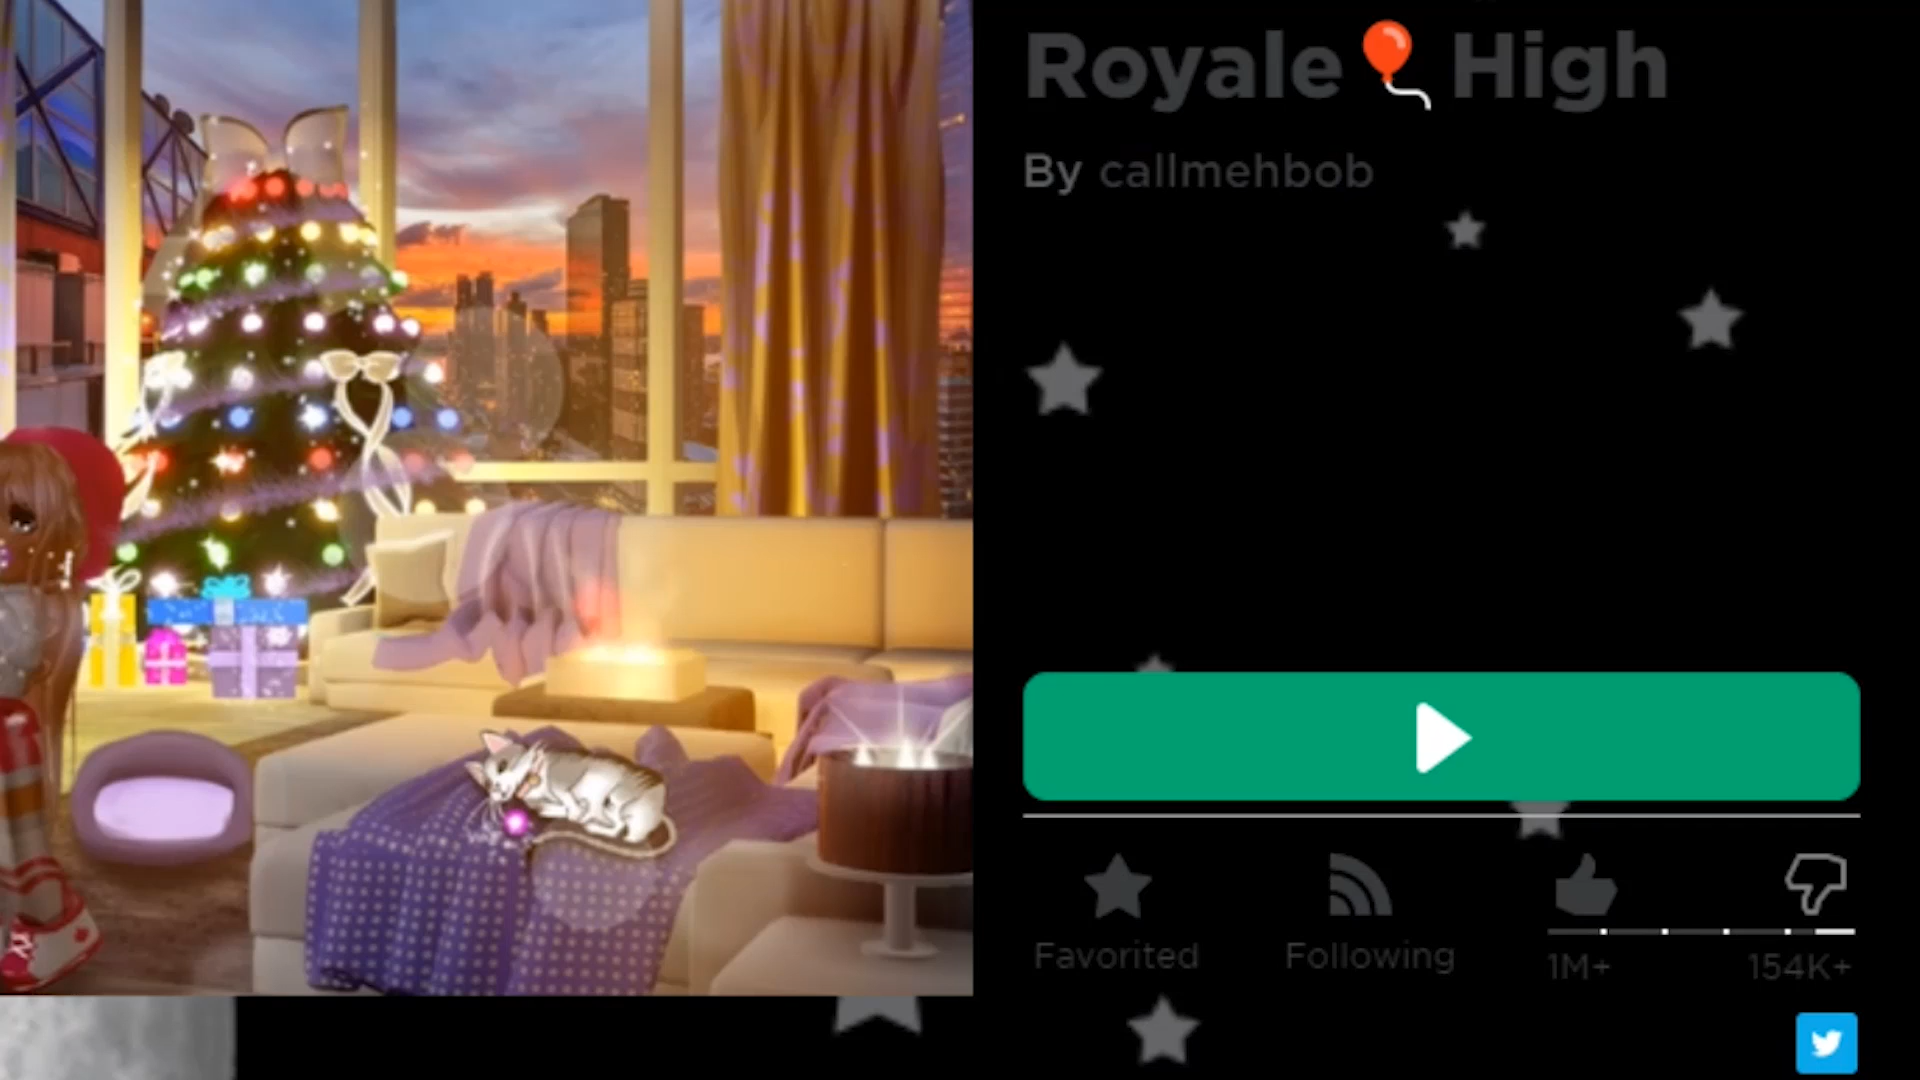 Royale🎈High
By callmehbob
Favorited
Following
1M+
154K+